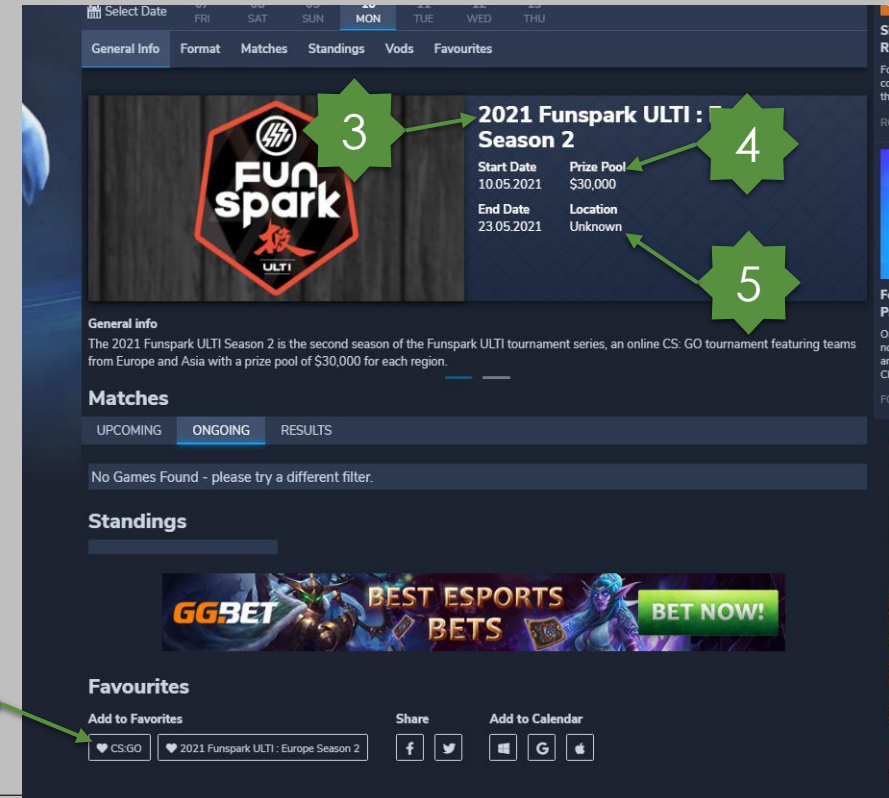 Select Date
FRI SAT SUN MON TUE WED THU
General Info Format Matches Standings Vods Favourites
FUN
spark
极
ULTI
3
2021 Funspark ULTI :
Season 2
4
Start Date Prize Pool
10.05.2021 $30,000
End Date Location
23.05.2021 Unknown
5
General info
The 2021 Funspark ULTI Season 2 is the second season of the Funspark ULTI tournament series, an online CS: GO tournament featuring teams
from Europe and Asia with a prize pool of $30,000 for each region.
Matches
UPCOMING ONGOING RESULTS
No Games Found - please try a different filter.
Standings
GG.BET
BEST ESPORTS
BETS
BET NOW!
Favourites
Add to Favorites Share Add to Calendar
CS:GO 2021 Funspark ULTI : Europe Season 2